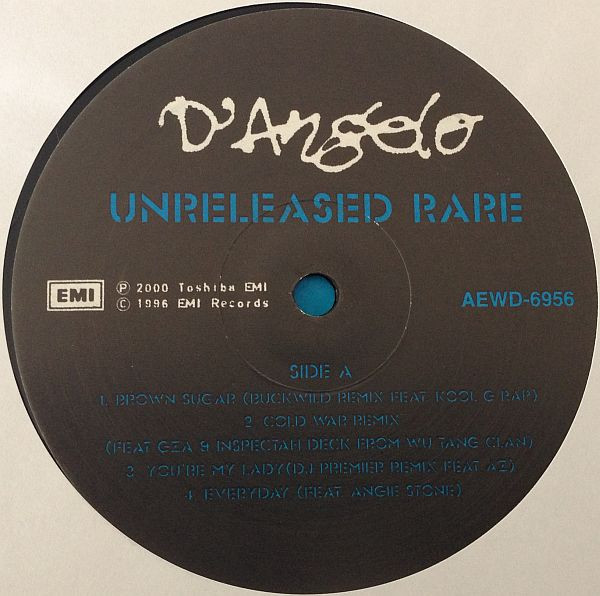 D'Angelo
UNRELEASED RARE
EMI
℗ 2000 Toshiba EMI
© 1996 EMI Records
AEWD-6956
SIDE A
1. BROWN SUGAR (BUCKWILD REMIX FEAT. KOOL G RAP)
2. COLD WAR REMIX
(FEAT GZA & INSPECTAH DECK FROM WU TANG CLAN)
3. YOU'RE MY LADY(DJ PREMIER REMIX FEAT AZ)
4. EVERYDAY (FEAT. ANGIE STONE)